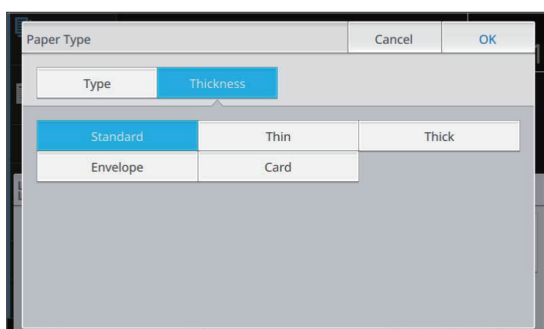 Paper Type Cancel OK
Type Thickness
Standard Thin Thick
Envelope Card